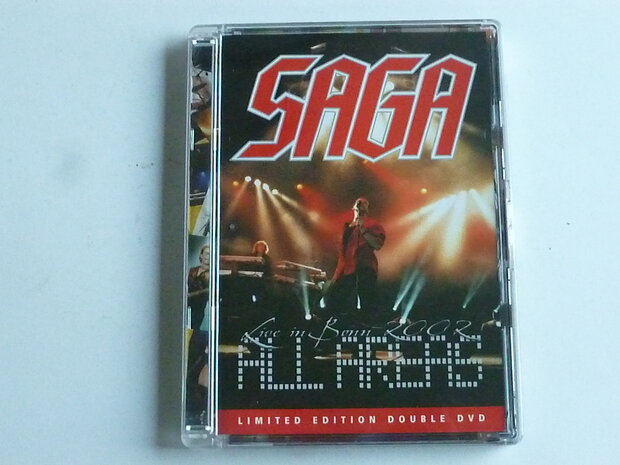 SAGA
Live in Bonn 2002
ALL AREAS
LIMITED EDITION DOUBLE DVD